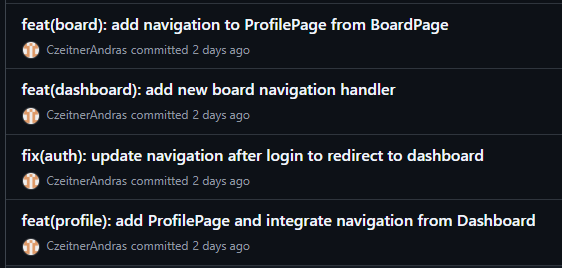 feat(board): add navigation to ProfilePage from BoardPage
CzeitnerAndras committed 2 days ago
feat(dashboard): add new board navigation handler
CzeitnerAndras committed 2 days ago
fix(auth): update navigation after login to redirect to dashboard
CzeitnerAndras committed 2 days ago
feat(profile): add ProfilePage and integrate navigation from Dashboard
CzeitnerAndras committed 2 days ago